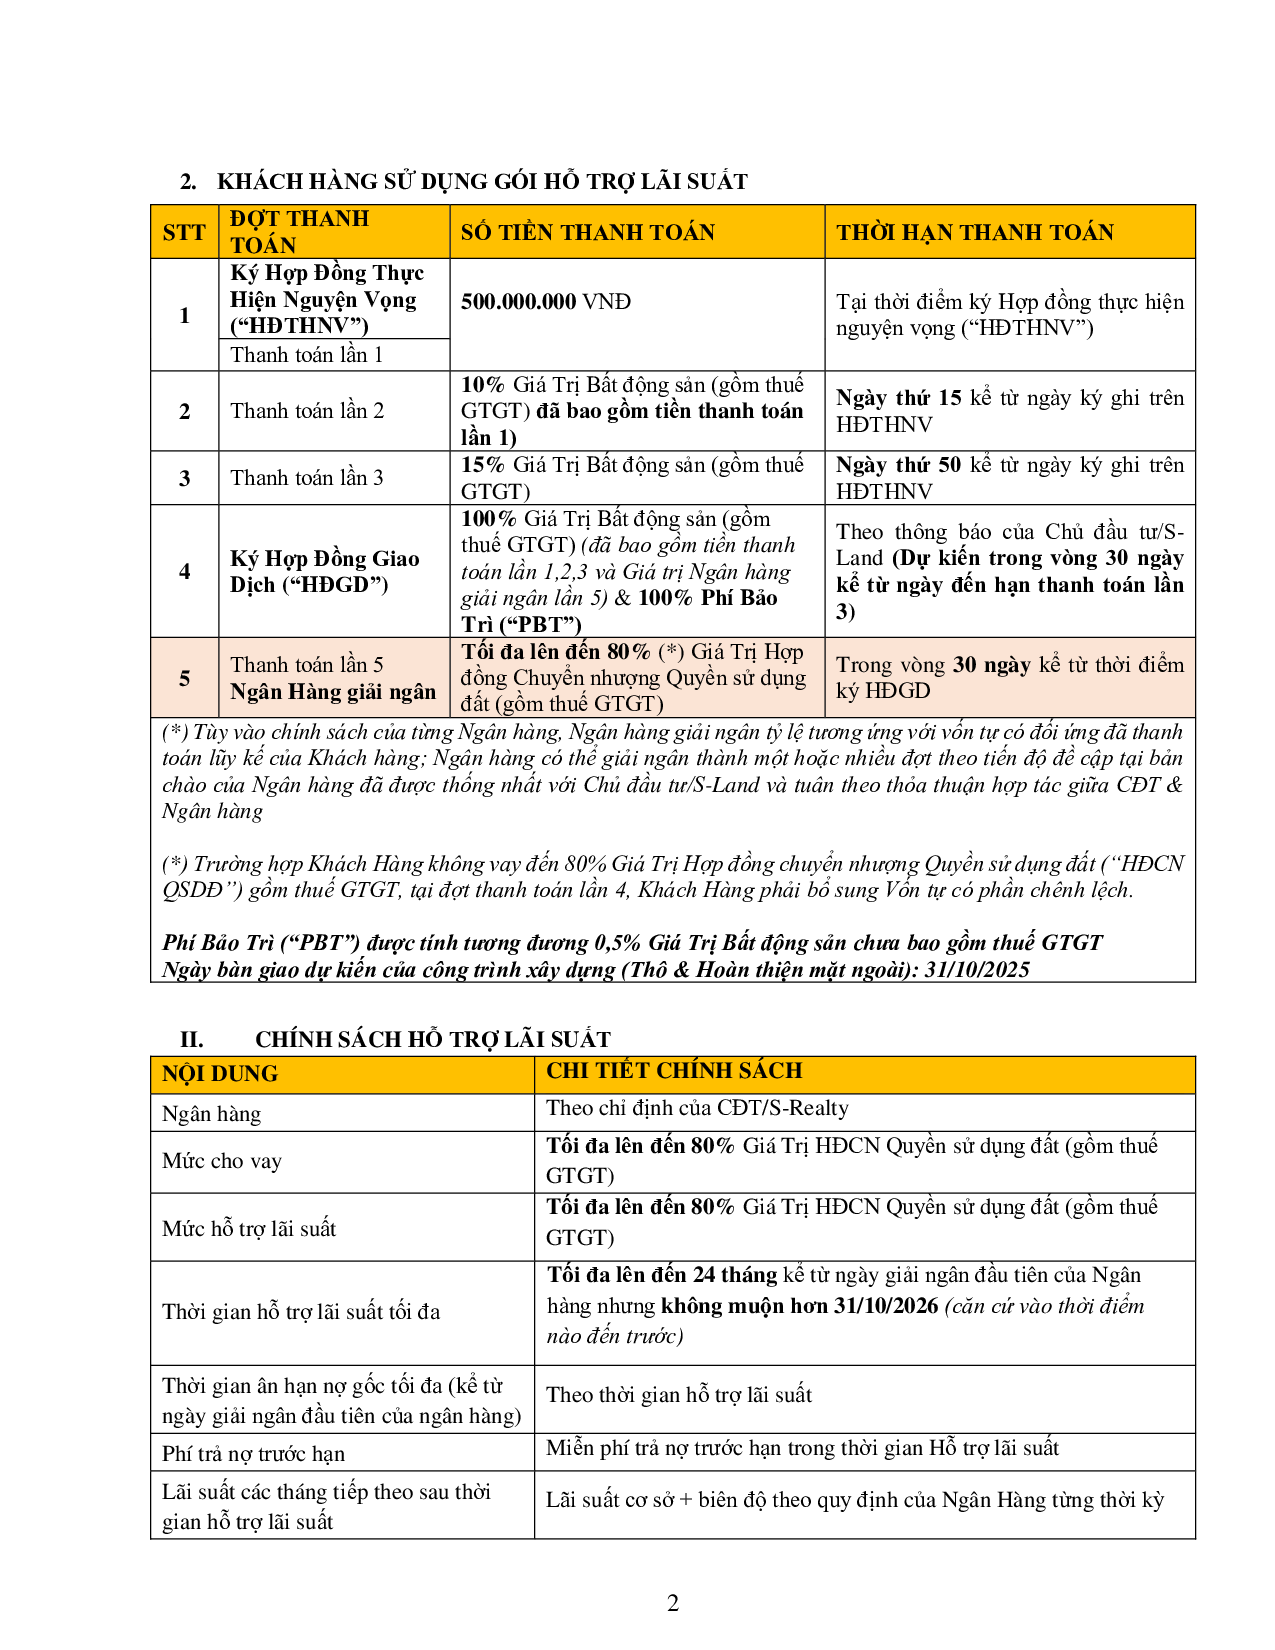 2. KHÁCH HÀNG SỬ DỤNG GÓI HỖ TRỢ LÃI SUẤT
STT
ĐỢT THANH
TOÁN
SỐ TIỀN THANH TOÁN
THỜI HẠN THANH TOÁN
1
Ký Hợp Đồng Thực
Hiện Nguyện Vọng
(“HĐTHNV”)
Thanh toán lần 1
500.000.000 VNĐ
Tại thời điểm ký Hợp đồng thực hiện
nguyện vọng (“HĐTHNV”)
2
Thanh toán lần 2
10% Giá Trị Bất động sản (gồm thuế
GTGT) đã bao gồm tiền thanh toán
lần 1)
Ngày thứ 15 kể từ ngày ký ghi trên
HĐTHNV
3
Thanh toán lần 3
15% Giá Trị Bất động sản (gồm thuế
GTGT)
Ngày thứ 50 kể từ ngày ký ghi trên
HĐTHNV
4
Ký Hợp Đồng Giao
Dịch (“HĐGD”)
100% Giá Trị Bất động sản (gồm
thuế GTGT) (đã bao gồm tiền thanh
toán lần 1,2,3 và Giá trị Ngân hàng
giải ngân lần 5) & 100% Phí Bảo
Trì (“PBT”)
Theo thông báo của Chủ đầu tư/S-
Land (Dự kiến trong vòng 30 ngày
kể từ ngày đến hạn thanh toán lần
3)
5
Thanh toán lần 5
Ngân Hàng giải ngân
Tối đa lên đến 80% (*) Giá Trị Hợp
đồng Chuyển nhượng Quyền sử dụng
đất (gồm thuế GTGT)
Trong vòng 30 ngày kể từ thời điểm
ký HĐGD
(*) Tùy vào chính sách của từng Ngân hàng, Ngân hàng giải ngân tỷ lệ tương ứng với vốn tự có đối ứng đã thanh
toán lũy kế của Khách hàng; Ngân hàng có thể giải ngân thành một hoặc nhiều đợt theo tiến độ đề cập tại bản
chào của Ngân hàng đã được thống nhất với Chủ đầu tư/S-Land và tuân theo thỏa thuận hợp tác giữa CĐT &
Ngân hàng
(*) Trường hợp Khách Hàng không vay đến 80% Giá Trị Hợp đồng chuyển nhượng Quyền sử dụng đất (“HĐCN
QSDĐ”) gồm thuế GTGT, tại đợt thanh toán lần 4, Khách Hàng phải bổ sung Vốn tự có phần chênh lệch.
Phí Bảo Trì (“PBT”) được tính tương đương 0,5% Giá Trị Bất động sản chưa bao gồm thuế GTGT
Ngày bàn giao dự kiến của công trình xây dựng (Thô & Hoàn thiện mặt ngoài): 31/10/2025
II. CHÍNH SÁCH HỖ TRỢ LÃI SUẤT
NỘI DUNG
CHI TIẾT CHÍNH SÁCH
Ngân hàng
Theo chỉ định của CĐT/S-Realty
Mức cho vay
Tối đa lên đến 80% Giá Trị HĐCN Quyền sử dụng đất (gồm thuế
GTGT)
Mức hỗ trợ lãi suất
Tối đa lên đến 80% Giá Trị HĐCN Quyền sử dụng đất (gồm thuế
GTGT)
Thời gian hỗ trợ lãi suất tối đa
Tối đa lên đến 24 tháng kể từ ngày giải ngân đầu tiên của Ngân
hàng nhưng không muộn hơn 31/10/2026 (căn cứ vào thời điểm
nào đến trước)
Thời gian ân hạn nợ gốc tối đa (kể từ
ngày giải ngân đầu tiên của ngân hàng)
Theo thời gian hỗ trợ lãi suất
Phí trả nợ trước hạn
Miễn phí trả nợ trước hạn trong thời gian Hỗ trợ lãi suất
Lãi suất các tháng tiếp theo sau thời
gian hỗ trợ lãi suất
Lãi suất cơ sở + biên độ theo quy định của Ngân Hàng từng thời kỳ
2